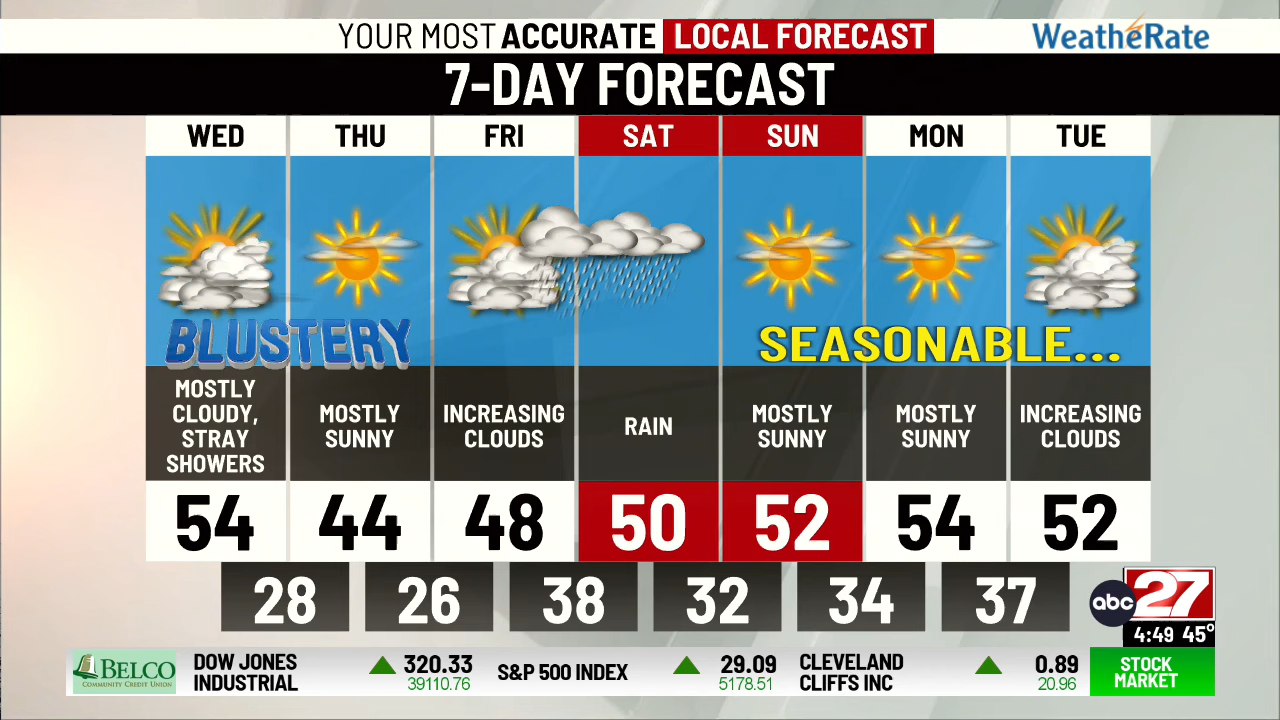 YOUR MOST ACCURATE LOCAL FORECAST
WeatheRate
7-DAY FORECAST
WED THU FRI SAT SUN MON TUE
BLUSTERY
SEASONABLE...
MOSTLY
CLOUDY,
STRAY
SHOWERS
MOSTLY
SUNNY
INCREASING
CLOUDS
RAIN
MOSTLY
SUNNY
MOSTLY
SUNNY
INCREASING
CLOUDS
54 44 48 50 52 54 52
28 26 38 32 34 37
abc 27
4:49 45°
BELCO
COMMUNITY CREDIT UNION
DOW JONES
INDUSTRIAL
320.33
39110.76
S&P 500 INDEX
29.09
5178.51
CLEVELAND
CLIFFS INC
0.89
20.96
STOCK
MARKET